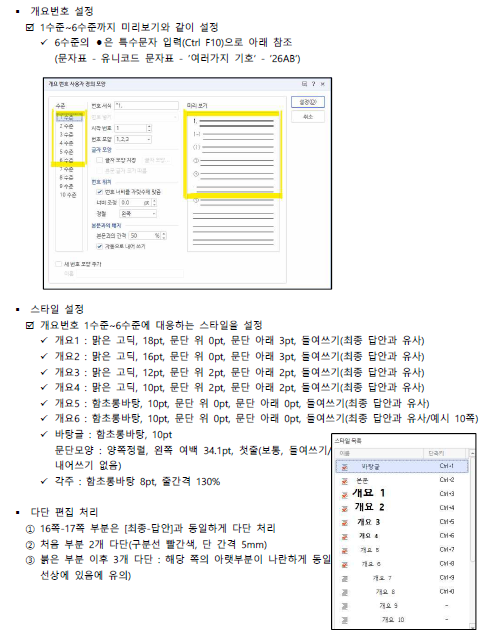 ▪ 개요번호 설정
☑ 1수준~6수준까지 미리보기와 같이 설정
✓ 6수준의 ●은 특수문자 입력(Ctrl F10)으로 아래 참조
(문자표 - 유니코드 문자표 - '여러가지 기호' - '26AB')
개요 번호 사용자 정의 모양
수준
1 수준
2 수준
3 수준
4 수준
5 수준
6 수준
7 수준
8 수준
9 수준
10 수준
번호 서식 ^1.
시작 번호 1
번호 모양 1,2,3
글자 모양
글자 모양 지정
번호 위치
번호 너비를 자릿수에 맞춤
너비 조정 0.0 pt
정렬 왼쪽
본문과의 배치
본문과의 간격 50 %
자동으로 내어 쓰기
새 번호 모양 추가
이름
미리 보기
1.
설정(D)
취소
▪ 스타일 설정
☑ 개요번호 1수준~6수준에 대응하는 스타일을 설정
✓ 개요1 : 맑은 고딕, 18pt, 문단 위 0pt, 문단 아래 3pt, 들여쓰기(최종 답안과 유사)
✓ 개요2 : 맑은 고딕, 16pt, 문단 위 0pt, 문단 아래 3pt, 들여쓰기(최종 답안과 유사)
✓ 개요3 : 맑은 고딕, 12pt, 문단 위 2pt, 문단 아래 2pt, 들여쓰기(최종 답안과 유사)
✓ 개요4 : 맑은 고딕, 10pt, 문단 위 2pt, 문단 아래 2pt, 들여쓰기(최종 답안과 유사)
✓ 개요5 : 함초롱바탕, 10pt, 문단 위 0pt, 문단 아래 0pt, 들여쓰기(최종 답안과 유사)
✓ 개요6 : 함초롱바탕, 10pt, 문단 위 0pt, 문단 아래 0pt, 들여쓰기(최종 답안과 유사/예시 10쪽)
✓ 바탕글 : 함초롱바탕, 10pt
문단모양 : 양쪽정렬, 왼쪽 여백 34.1pt, 첫줄(보통, 들여쓰기/
내어쓰기 없음)
✓ 각주 : 함초롱바탕 8pt, 줄간격 130%
스타일 목록
이름 단축키
바탕글 Ctrl+1
본문 Ctrl+2
개요 1 Ctrl+3
개요 2 Ctrl+4
개요 3 Ctrl+5
개요 4 Ctrl+6
개요 5 Ctrl+7
개요 6 Ctrl+8
개요 7 Ctrl+9
개요 8 Ctrl+0
개요 9 -
개요 10 -
▪ 다단 편집 처리
① 16쪽-17쪽 부분은 [최종-답안]과 동일하게 다단 처리
② 처음 부분 2개 다단(구분선 빨간색, 단 간격 5mm)
③ 붉은 부분 이후 3개 다단 : 해당 쪽의 아랫부분이 나란하게 동일
선상에 있음에 유의)